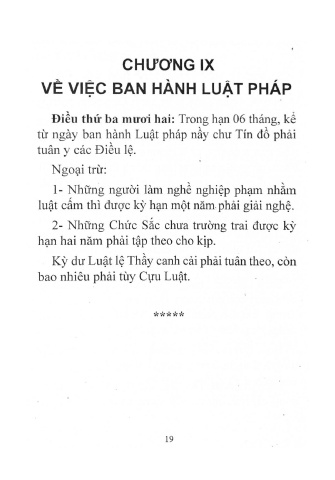 CHƯƠNG IX
VỀ VIỆC BAN HÀNH LUẬT PHÁP
Điều thứ ba mươi hai: Trong hạn 06 tháng, kể
từ ngày ban hành Luật pháp nầy chư Tín đồ phải
tuân y các Điều lệ.
Ngoại trừ:
1- Những người làm nghề nghiệp phạm nhằm
luật cấm thì được kỳ hạn một năm phải giải nghệ.
2- Những Chức Sắc chưa trường trai được kỳ
hạn hai năm phải tập theo cho kịp.
Kỳ dư Luật lệ Thầy canh cải phải tuân theo, còn
bao nhiêu phải tùy Cựu Luật.
*****
19